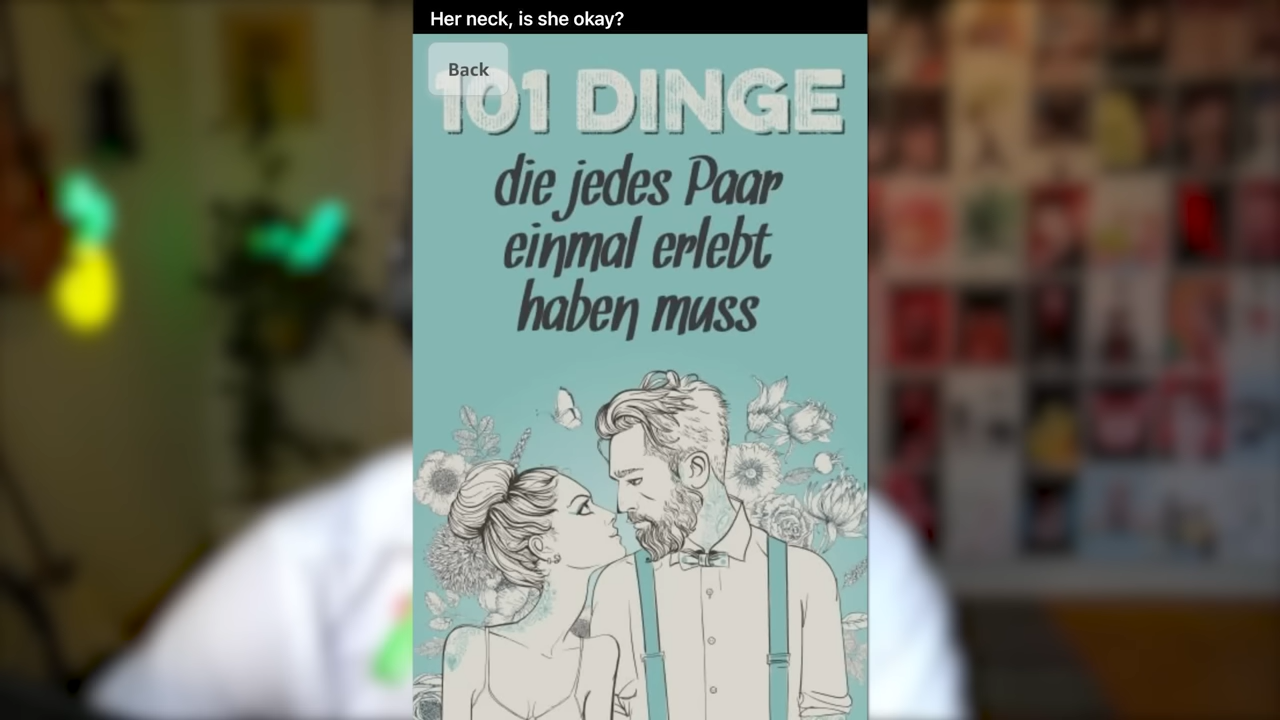 Her neck, is she okay?
Back
101 DINGE
die jedes Paar
einmal erlebt
haben muss